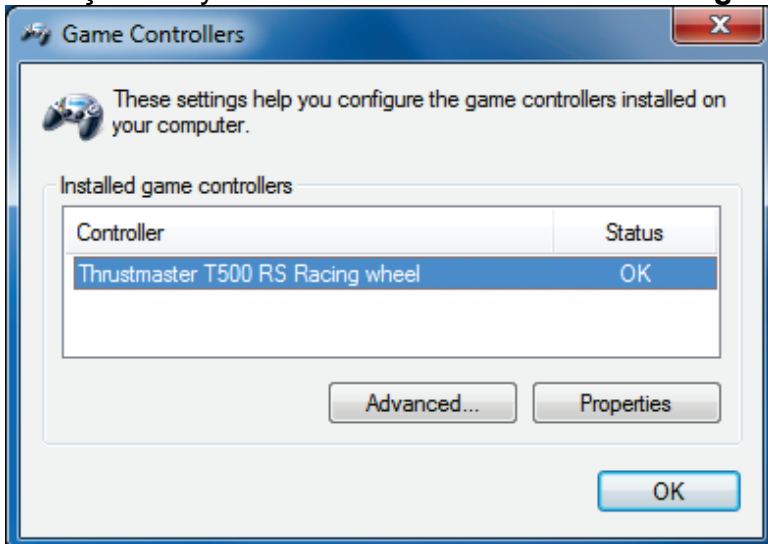 Game Controllers
These settings help you configure the game controllers installed on
your computer.
Installed game controllers
Controller Status
Thrustmaster T500 RS Racing wheel OK
Advanced... Properties
OK